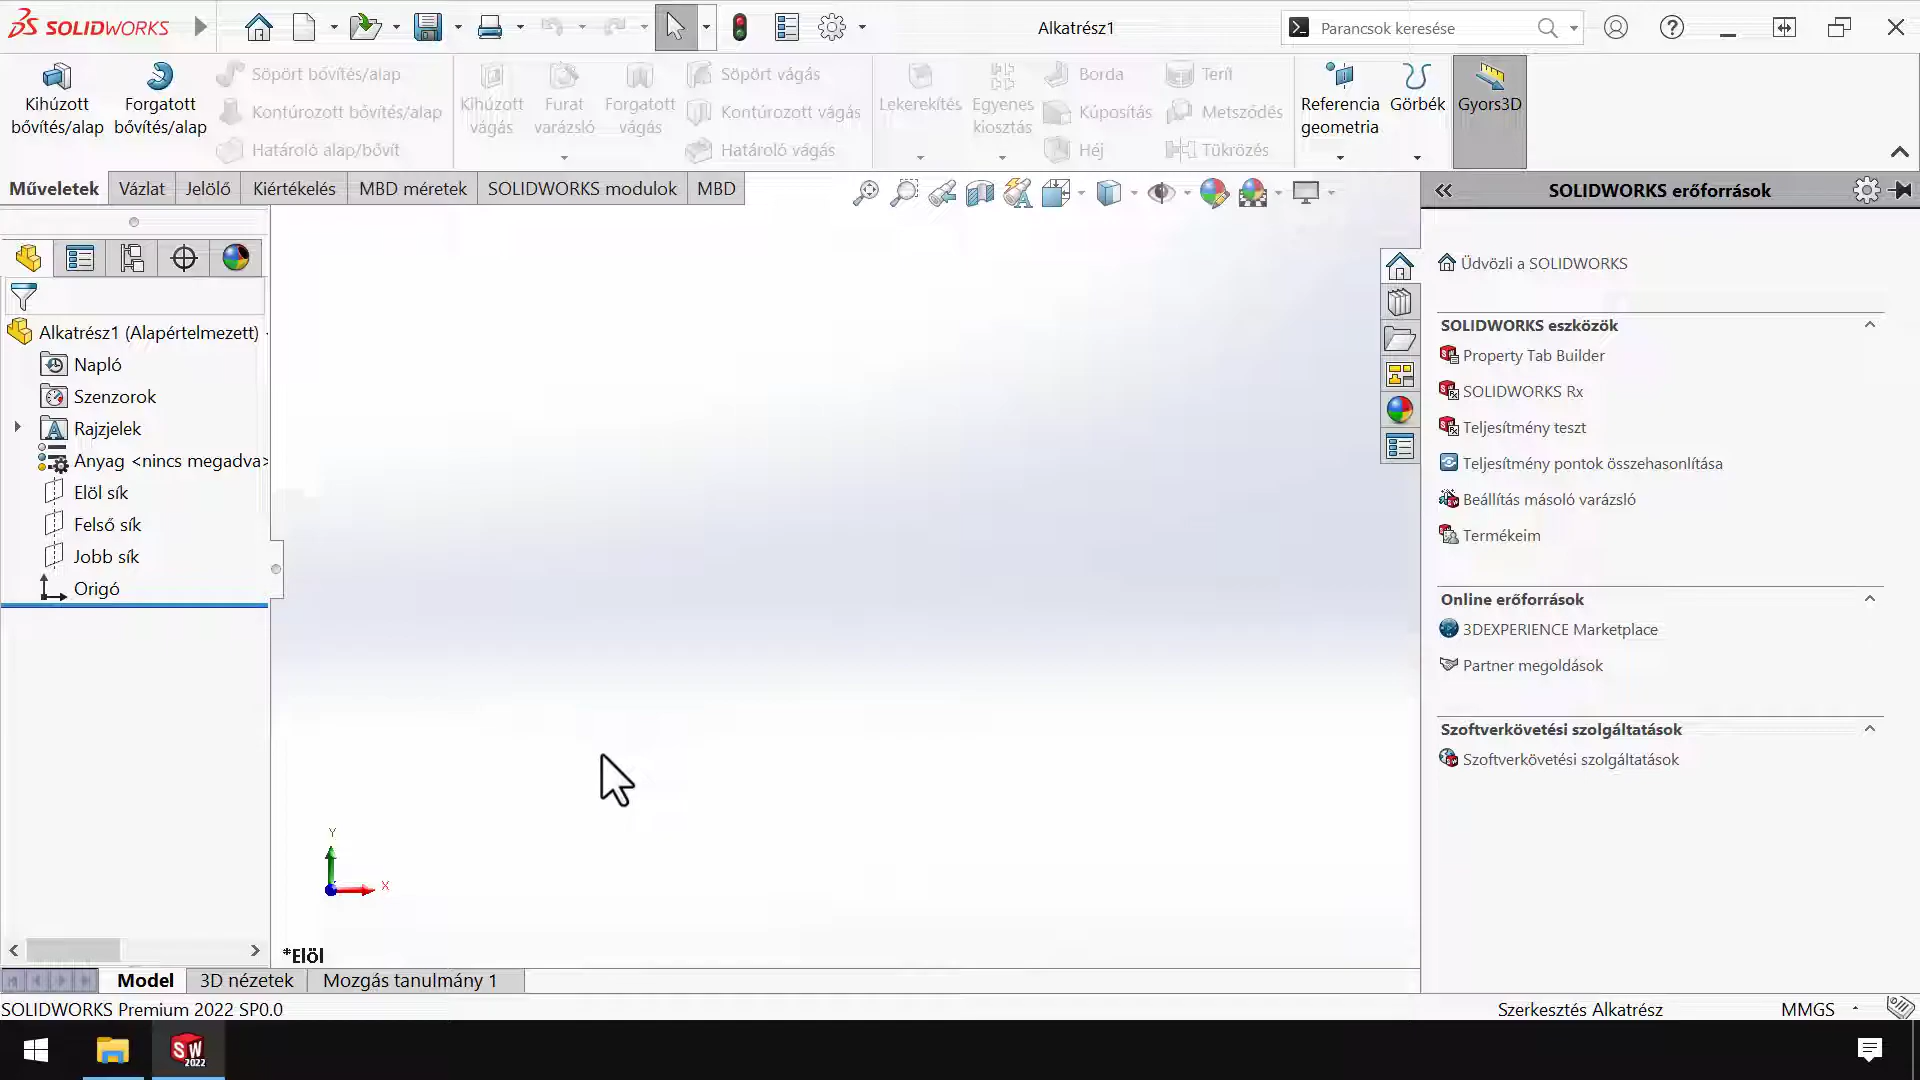 SOLIDWORKS
Alkatrész1
Parancsok keresése
Kihúzott bővítés/alap
Forgatott bővítés/alap
Söpört bővítés/alap
Kontúrozott bővítés/alap
Határoló alap/bővít
Kihúzott vágás
Furat varázsló
Forgatott vágás
Söpört vágás
Kontúrozott vágás
Határoló vágás
Lekerekítés
Egyenes kiosztás
Borda
Kúposítás
Héj
Teríl
Metsződés
Tükrözés
Referencia geometria
Görbék
Gyors3D
Műveletek
Vázlat
Jelölő
Kiértékelés
MBD méretek
SOLIDWORKS modulok
MBD
Alkatrész1 (Alapértelmezett)
Napló
Szenzorok
Rajzjelek
Anyag <nincs megadva>
Elöl sík
Felső sík
Jobb sík
Origó
Y
X
*Elöl
SOLIDWORKS erőforrások
Üdvözli a SOLIDWORKS
SOLIDWORKS eszközök
Property Tab Builder
SOLIDWORKS Rx
Teljesítmény teszt
Teljesítmény pontok összehasonlítása
Beállítás másoló varázsló
Termékeim
Online erőforrások
3DEXPERIENCE Marketplace
Partner megoldások
Szoftverkövetési szolgáltatások
Szoftverkövetési szolgáltatások
Model
3D nézetek
Mozgás tanulmány 1
SOLIDWORKS Premium 2022 SP0.0
Szerkesztés Alkatrész
MMGS
SW
2022